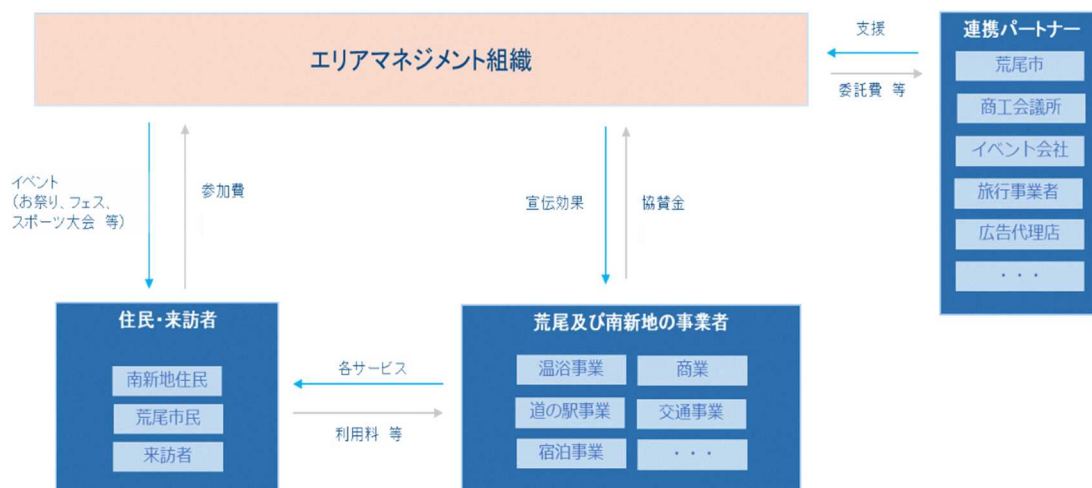 エリアマネジメント組織
支援
委託費 等
連携パートナー
荒尾市
商工会議所
イベント会社
旅行事業者
広告代理店
・・・
イベント
(お祭り、フェス、
スポーツ大会 等)
参加費
宣伝効果
協賛金
住民・来訪者
南新地住民
荒尾市民
来訪者
各サービス
利用料 等
荒尾及び南新地の事業者
温浴事業
商業
道の駅事業
交通事業
宿泊事業
・・・